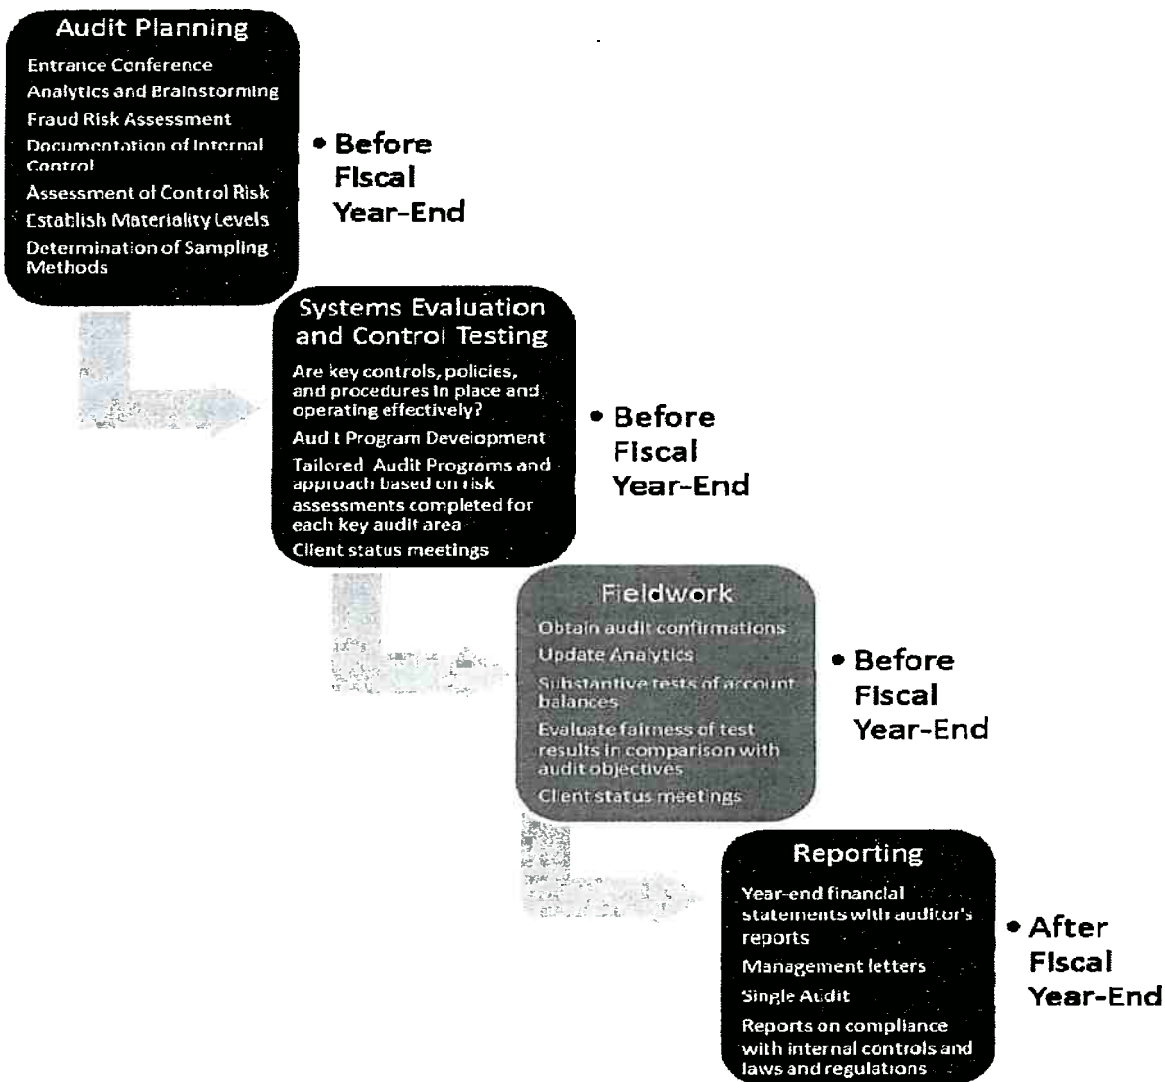 Audit Planning
Entrance Conference
Analytics and Brainstorming
Fraud Risk Assessment
Documentation of Internal
Control
Assessment of Control Risk
Establish Materiality Levels
Determination of Sampling
Methods
• Before
Fiscal
Year-End
Systems Evaluation
and Control Testing
Are key controls, policies,
and procedures in place and
operating effectively?
Audit Program Development
Tailored Audit Programs and
approach based on risk
assessments completed for
each key audit area
Client status meetings
• Before
Fiscal
Year-End
Fieldwork
Obtain audit confirmations
Update Analytics
Substantive tests of account
balances
Evaluate fairness of test
results in comparison with
audit objectives
Client status meetings
• Before
Fiscal
Year-End
Reporting
Year-end financial
statements with auditor's
reports
Management letters
Single Audit
Reports on compliance
with internal controls and
laws and regulations
• After
Fiscal
Year-End